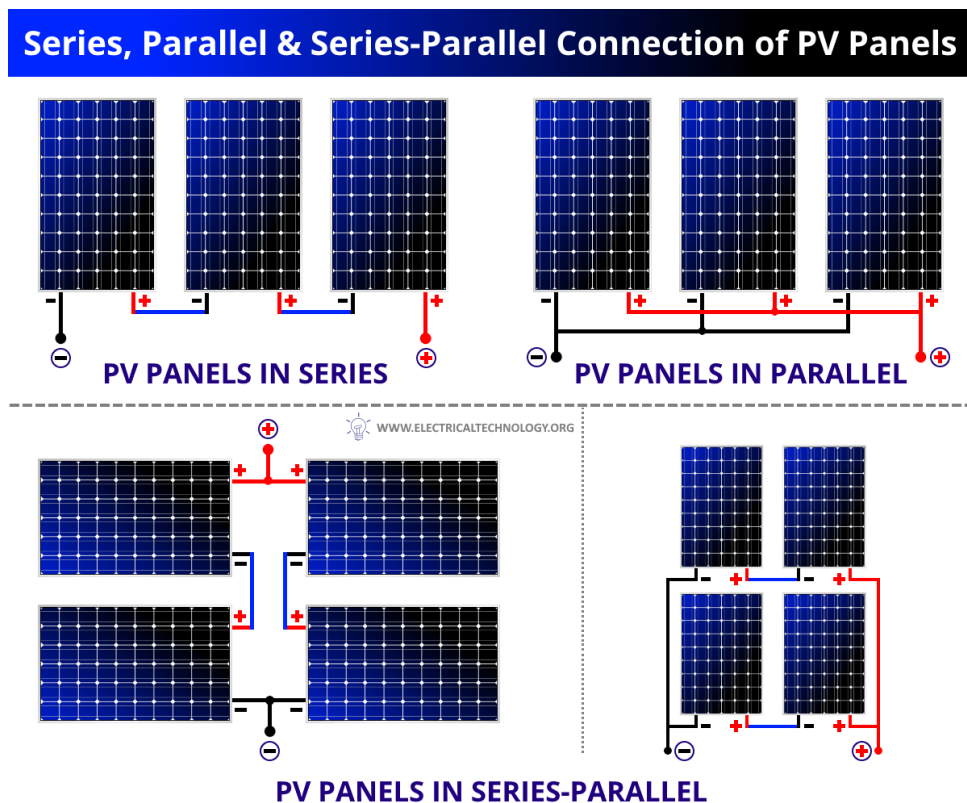 Series, Parallel & Series-Parallel Connection of PV Panels
- + - + - +
- + - + - +
- +
- +
PV PANELS IN SERIES
PV PANELS IN PARALLEL
WWW.ELECTRICALTECHNOLOGY.ORG
+
+ +
- -
+ +
- -
-
- + - +
- + - +
- +
PV PANELS IN SERIES-PARALLEL